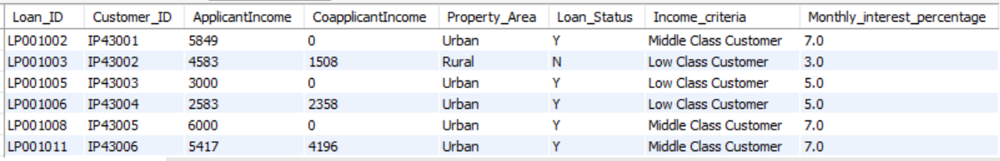 Loan_ID Customer_ID ApplicantIncome CoapplicantIncome Property_Area Loan_Status Income_criteria Monthly_interest_percentage
LP001002 IP43001 5849 0 Urban Y Middle Class Customer 7.0
LP001003 IP43002 4583 1508 Rural N Low Class Customer 3.0
LP001005 IP43003 3000 0 Urban Y Low Class Customer 5.0
LP001006 IP43004 2583 2358 Urban Y Low Class Customer 5.0
LP001008 IP43005 6000 0 Urban Y Middle Class Customer 7.0
LP001011 IP43006 5417 4196 Urban Y Middle Class Customer 7.0